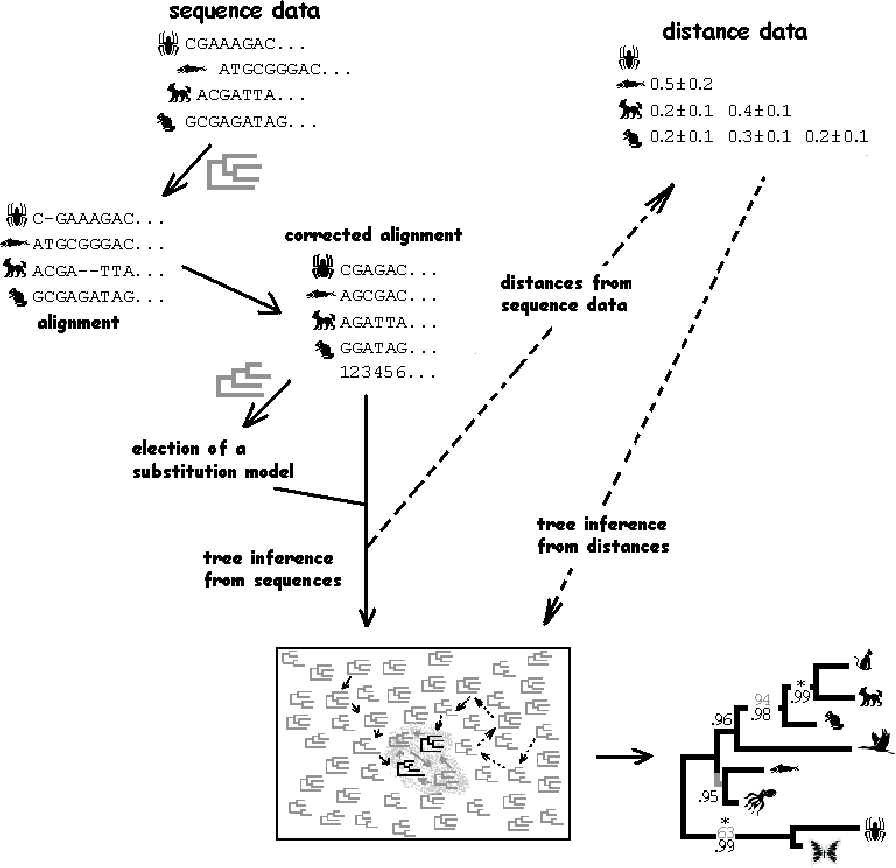 sequence data
CGAAAGAC...
ATGCGGGAC...
ACGATTA...
GCGAGATAG...
distance data
0.5±0.2
0.2±0.1 0.4±0.1
0.2±0.1 0.3±0.1 0.2±0.1
C-GAAAGAC...
ATGCGGGAC...
ACGA--TTA...
GCGAGATAG...
alignment
corrected alignment
CGAGAC...
AGCGAC...
AGATTA...
GGATAG...
123456...
distances from
sequence data
election of a
substitution model
tree inference
from sequences
tree inference
from distances
*
.99
94
.98
.96
.95
*
63
.99